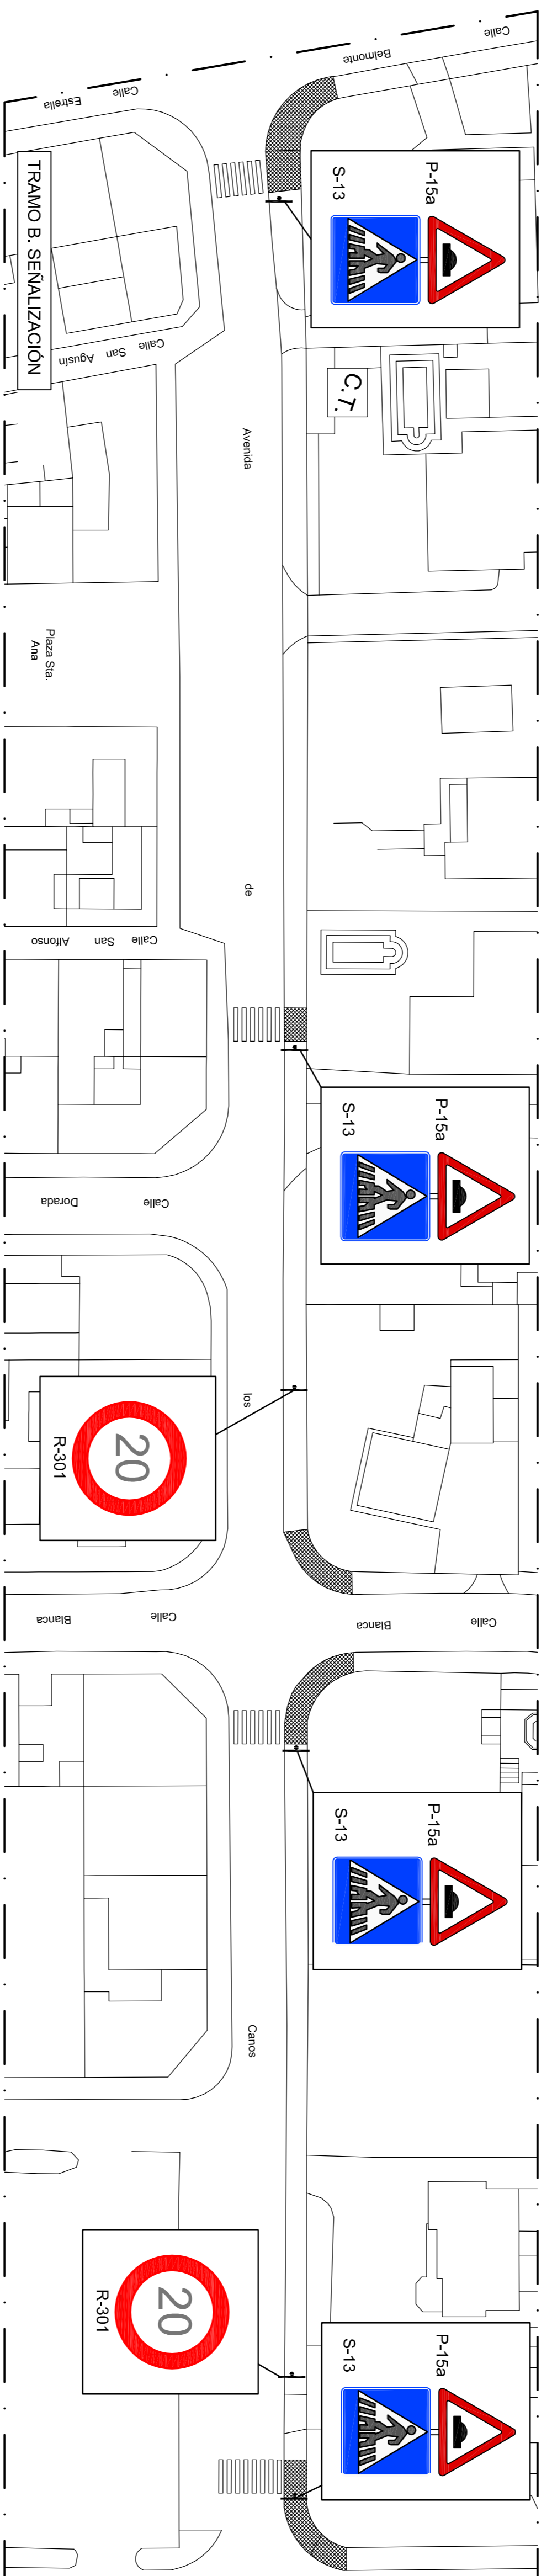 Calle
Belmonte
Calle
Estrella
TRAMO B. SEÑALIZACIÓN
P-15a
S-13
C.T.
Calle San Agustín
Avenida
Plaza Sta.
Ana
de
Calle San Alfonso
P-15a
S-13
Calle
Dorada
los
20
R-301
Calle
Blanca
Calle
Blanca
P-15a
S-13
Canos
20
R-301
P-15a
S-13